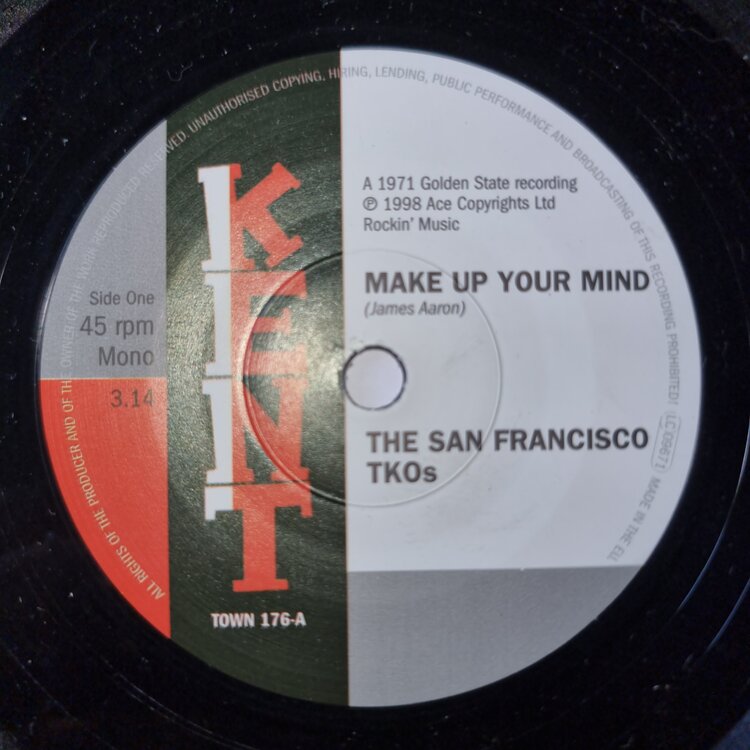 ALL RIGHTS OF THE PRODUCER AND OF THE OWNER OF THE WORK REPRODUCED RESERVED. UNAUTHORISED COPYING, HIRING, LENDING, PUBLIC PERFORMANCE AND BROADCASTING OF THIS RECORDING PROHIBITED! LC 09671 MADE IN THE EU
KENT
Side One
45 rpm
Mono
3.14
TOWN 176-A
A 1971 Golden State recording
℗ 1998 Ace Copyrights Ltd
Rockin' Music
MAKE UP YOUR MIND
(James Aaron)
THE SAN FRANCISCO
TKOs